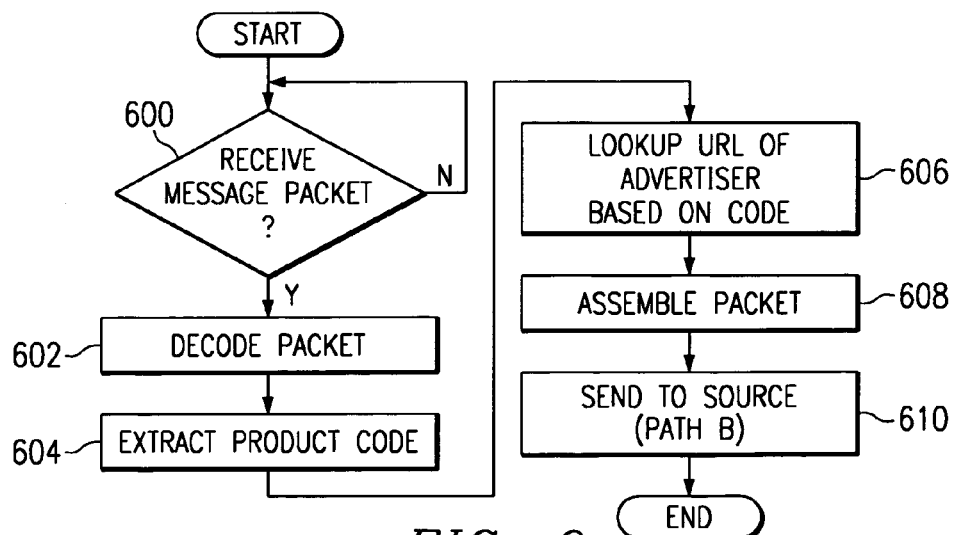 START
600
RECEIVE
MESSAGE PACKET
?
N
Y
602
DECODE PACKET
604
EXTRACT PRODUCT CODE
LOOKUP URL OF
ADVERTISER
BASED ON CODE
606
ASSEMBLE PACKET
608
SEND TO SOURCE
(PATH B)
610
END